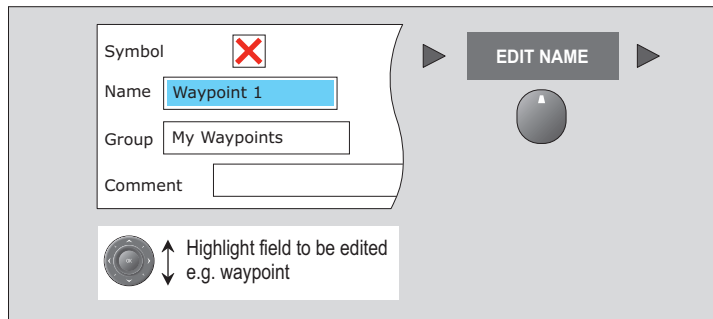 Symbol
Name Waypoint 1
Group My Waypoints
Comment
EDIT NAME
OK
Highlight field to be edited
e.g. waypoint